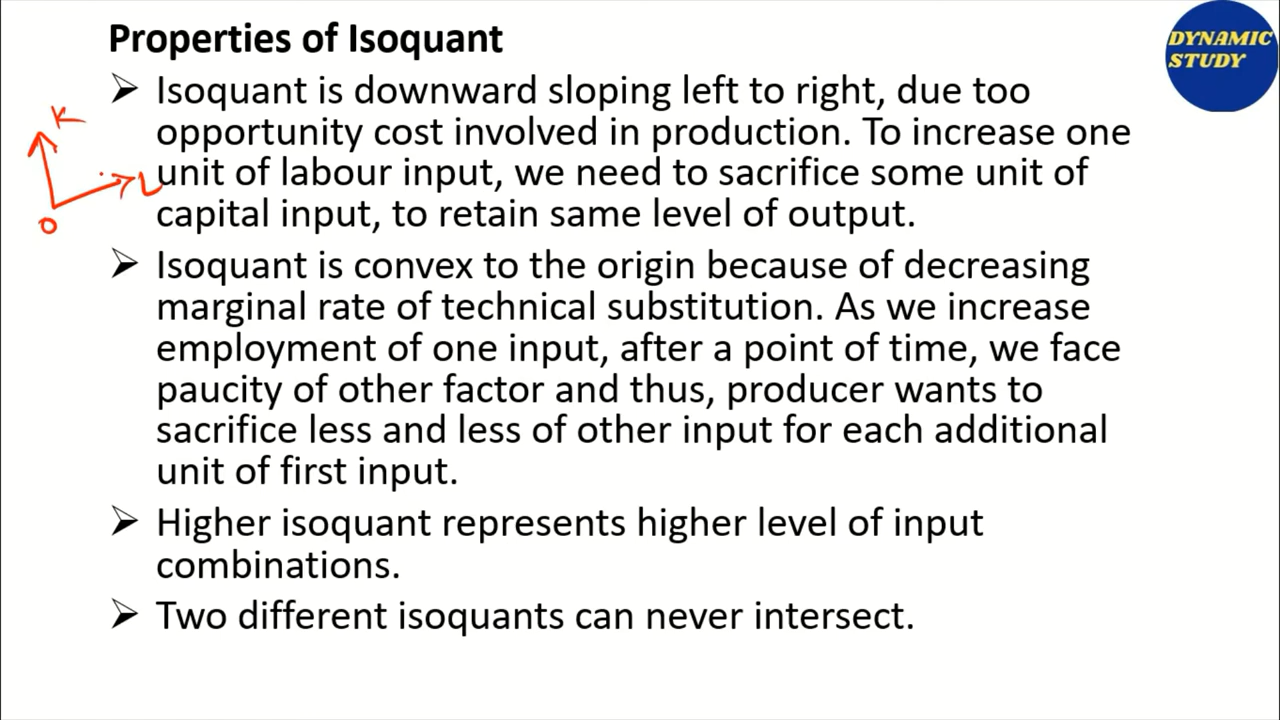 Properties of Isoquant
DYNAMIC
STUDY
➤ Isoquant is downward sloping left to right, due too
opportunity cost involved in production. To increase one
unit of labour input, we need to sacrifice some unit of
capital input, to retain same level of output.
K
L
O
➤ Isoquant is convex to the origin because of decreasing
marginal rate of technical substitution. As we increase
employment of one input, after a point of time, we face
paucity of other factor and thus, producer wants to
sacrifice less and less of other input for each additional
unit of first input.
➤ Higher isoquant represents higher level of input
combinations.
➤ Two different isoquants can never intersect.